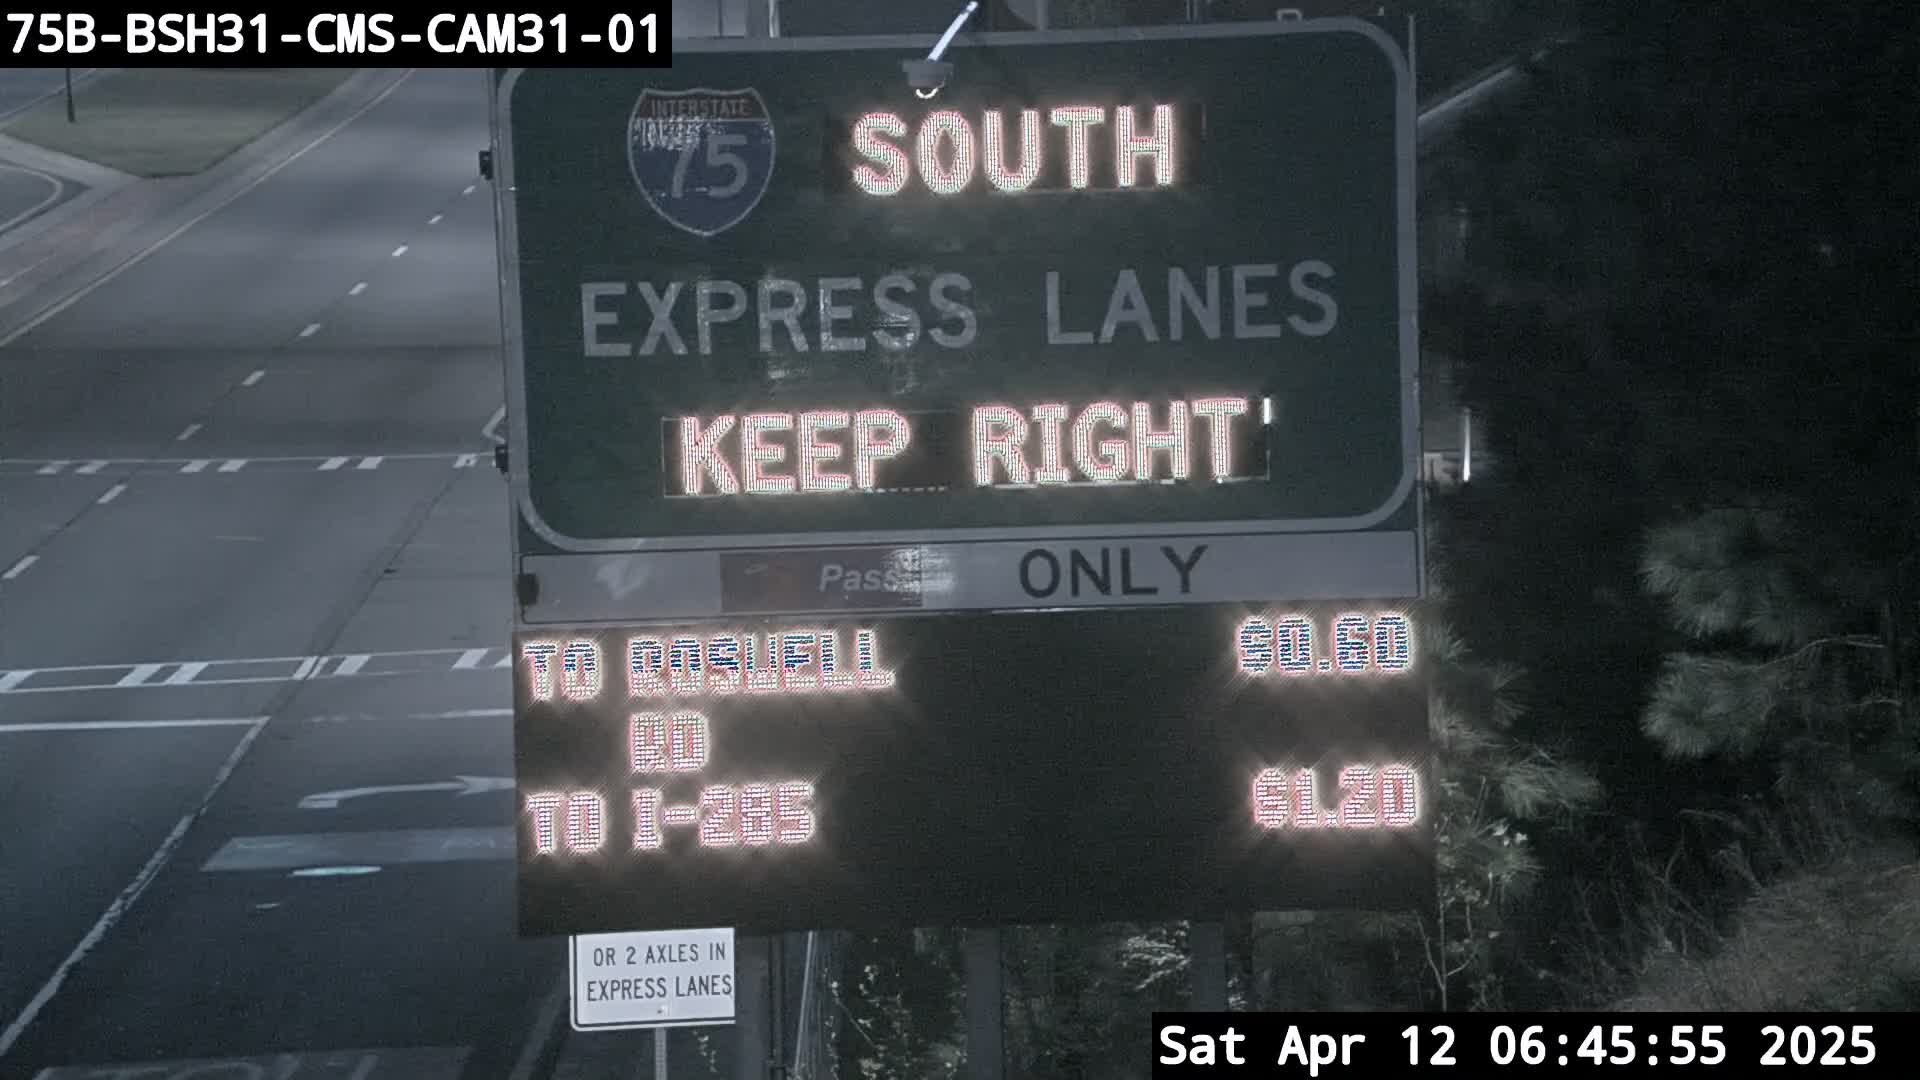 75B-BSH31-CMS-CAM31-01
INTERSTATE
75
SOUTH
EXPRESS LANES
KEEP RIGHT
Pass ONLY
TO ROSWELL $0.60
RD
TO I-285 $1.20
OR 2 AXLES IN
EXPRESS LANES
Sat Apr 12 06:45:55 2025